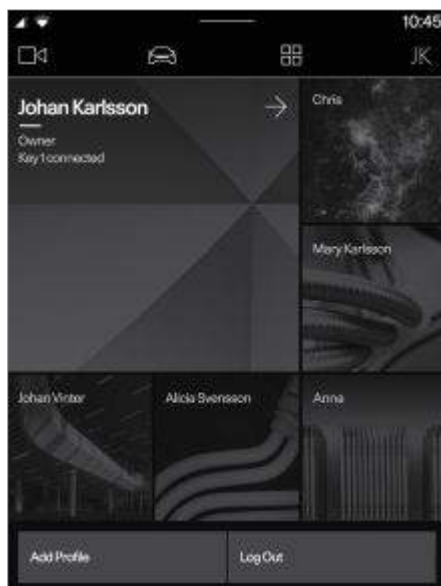 10:45
JK
Johan Karlsson
Owner
Key 1 connected
Chris
Mary Karlsson
Johan Vinter
Alicia Svensson
Anna
Add Profile
Log Out